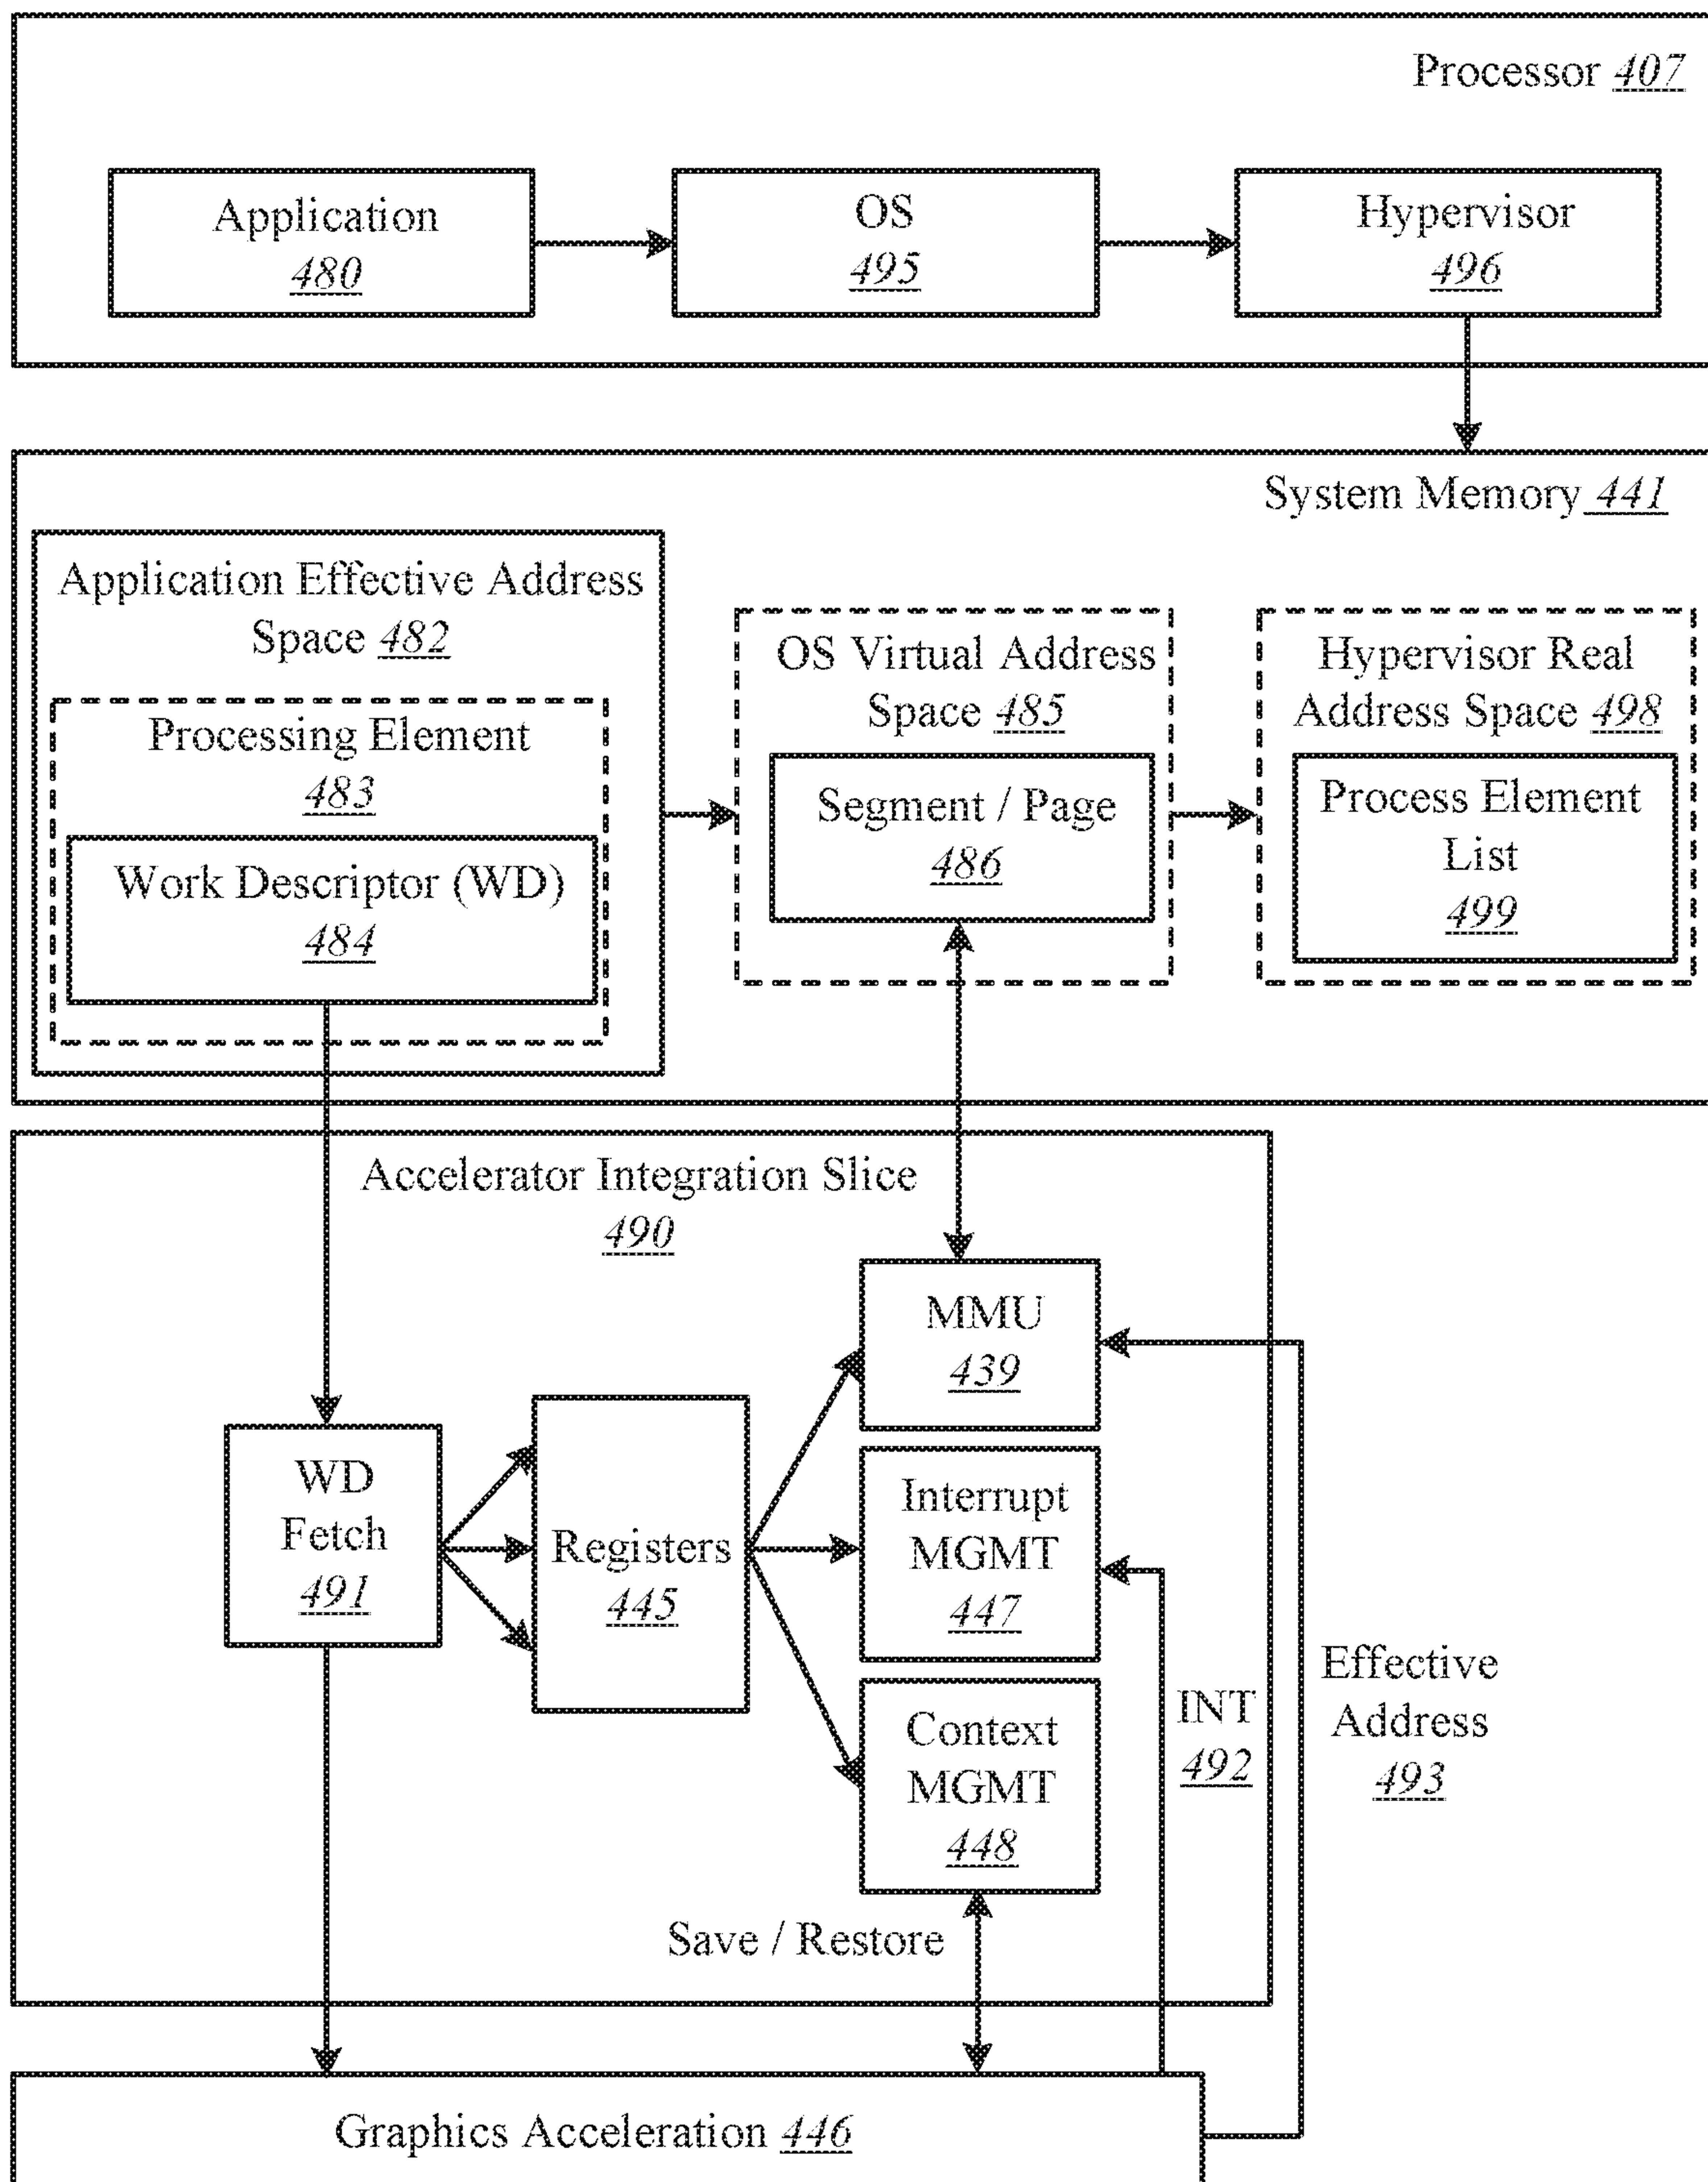 Processor 407
Application
480
OS
495
Hypervisor
496
System Memory 441
Application Effective Address
Space 482
Processing Element
483
Work Descriptor (WD)
484
OS Virtual Address
Space 485
Segment / Page
486
Hypervisor Real
Address Space 498
Process Element
List
499
Accelerator Integration Slice
490
MMU
439
WD
Fetch
491
Registers
445
Interrupt
MGMT
447
Context
MGMT
448
INT
492
Effective
Address
493
Save / Restore
Graphics Acceleration 446